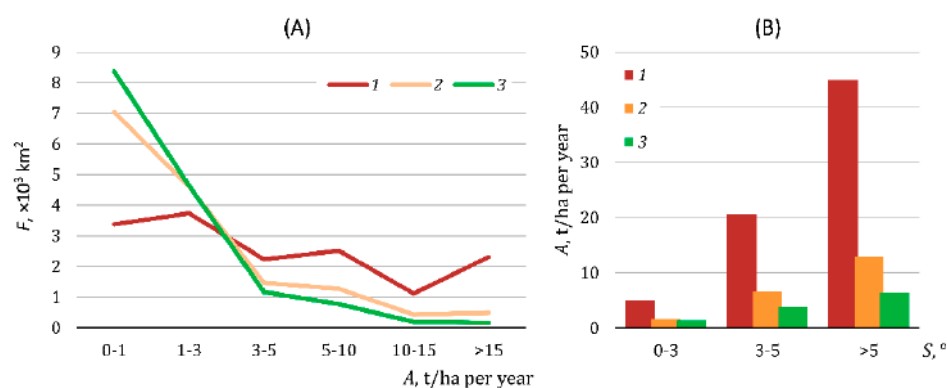 (A)
F, ×10³ km²
9
8
7
6
5
4
3
2
1
0
1 2 3
0-1 1-3 3-5 5-10 10-15 >15
A, t/ha per year
(B)
A, t/ha per year
50
40
30
20
10
0
1
2
3
0-3 3-5 >5 S, °